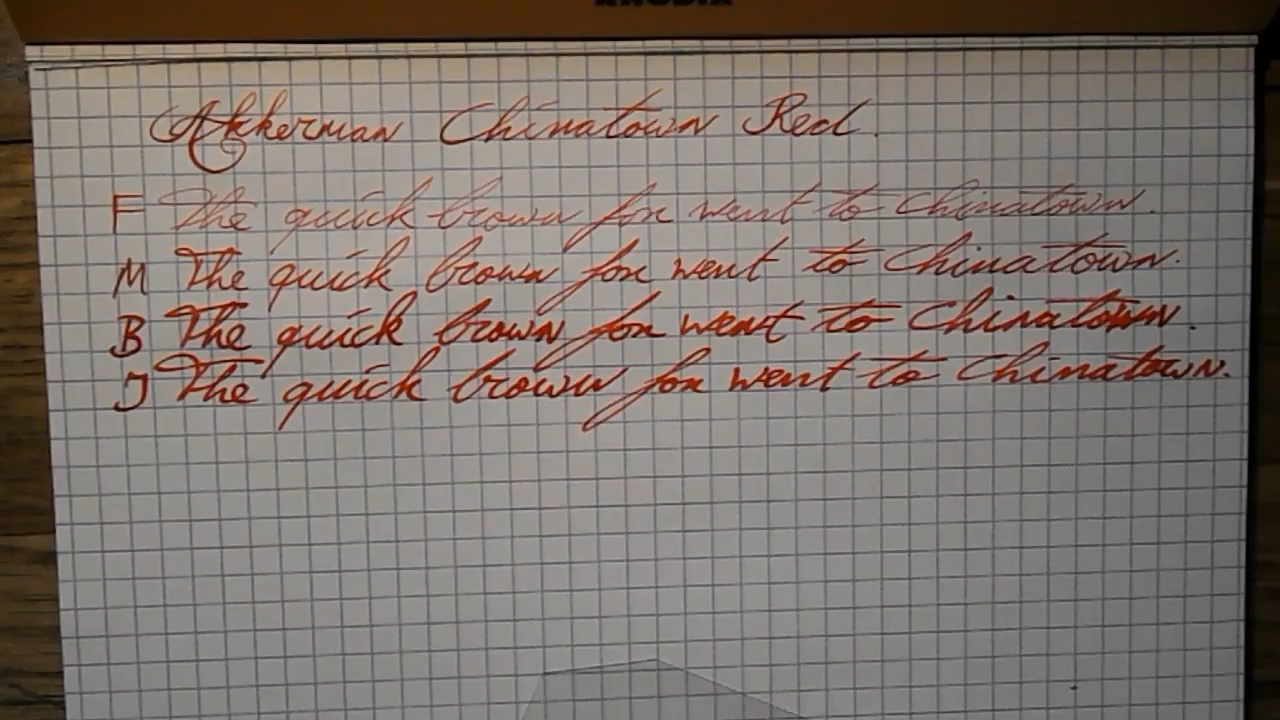 RHODIA
Akkerman Chinatown Red.
F The quick brown fox went to Chinatown.
M The quick brown fox went to Chinatown.
B The quick brown fox went to Chinatown.
J The quick brown fox went to Chinatown.